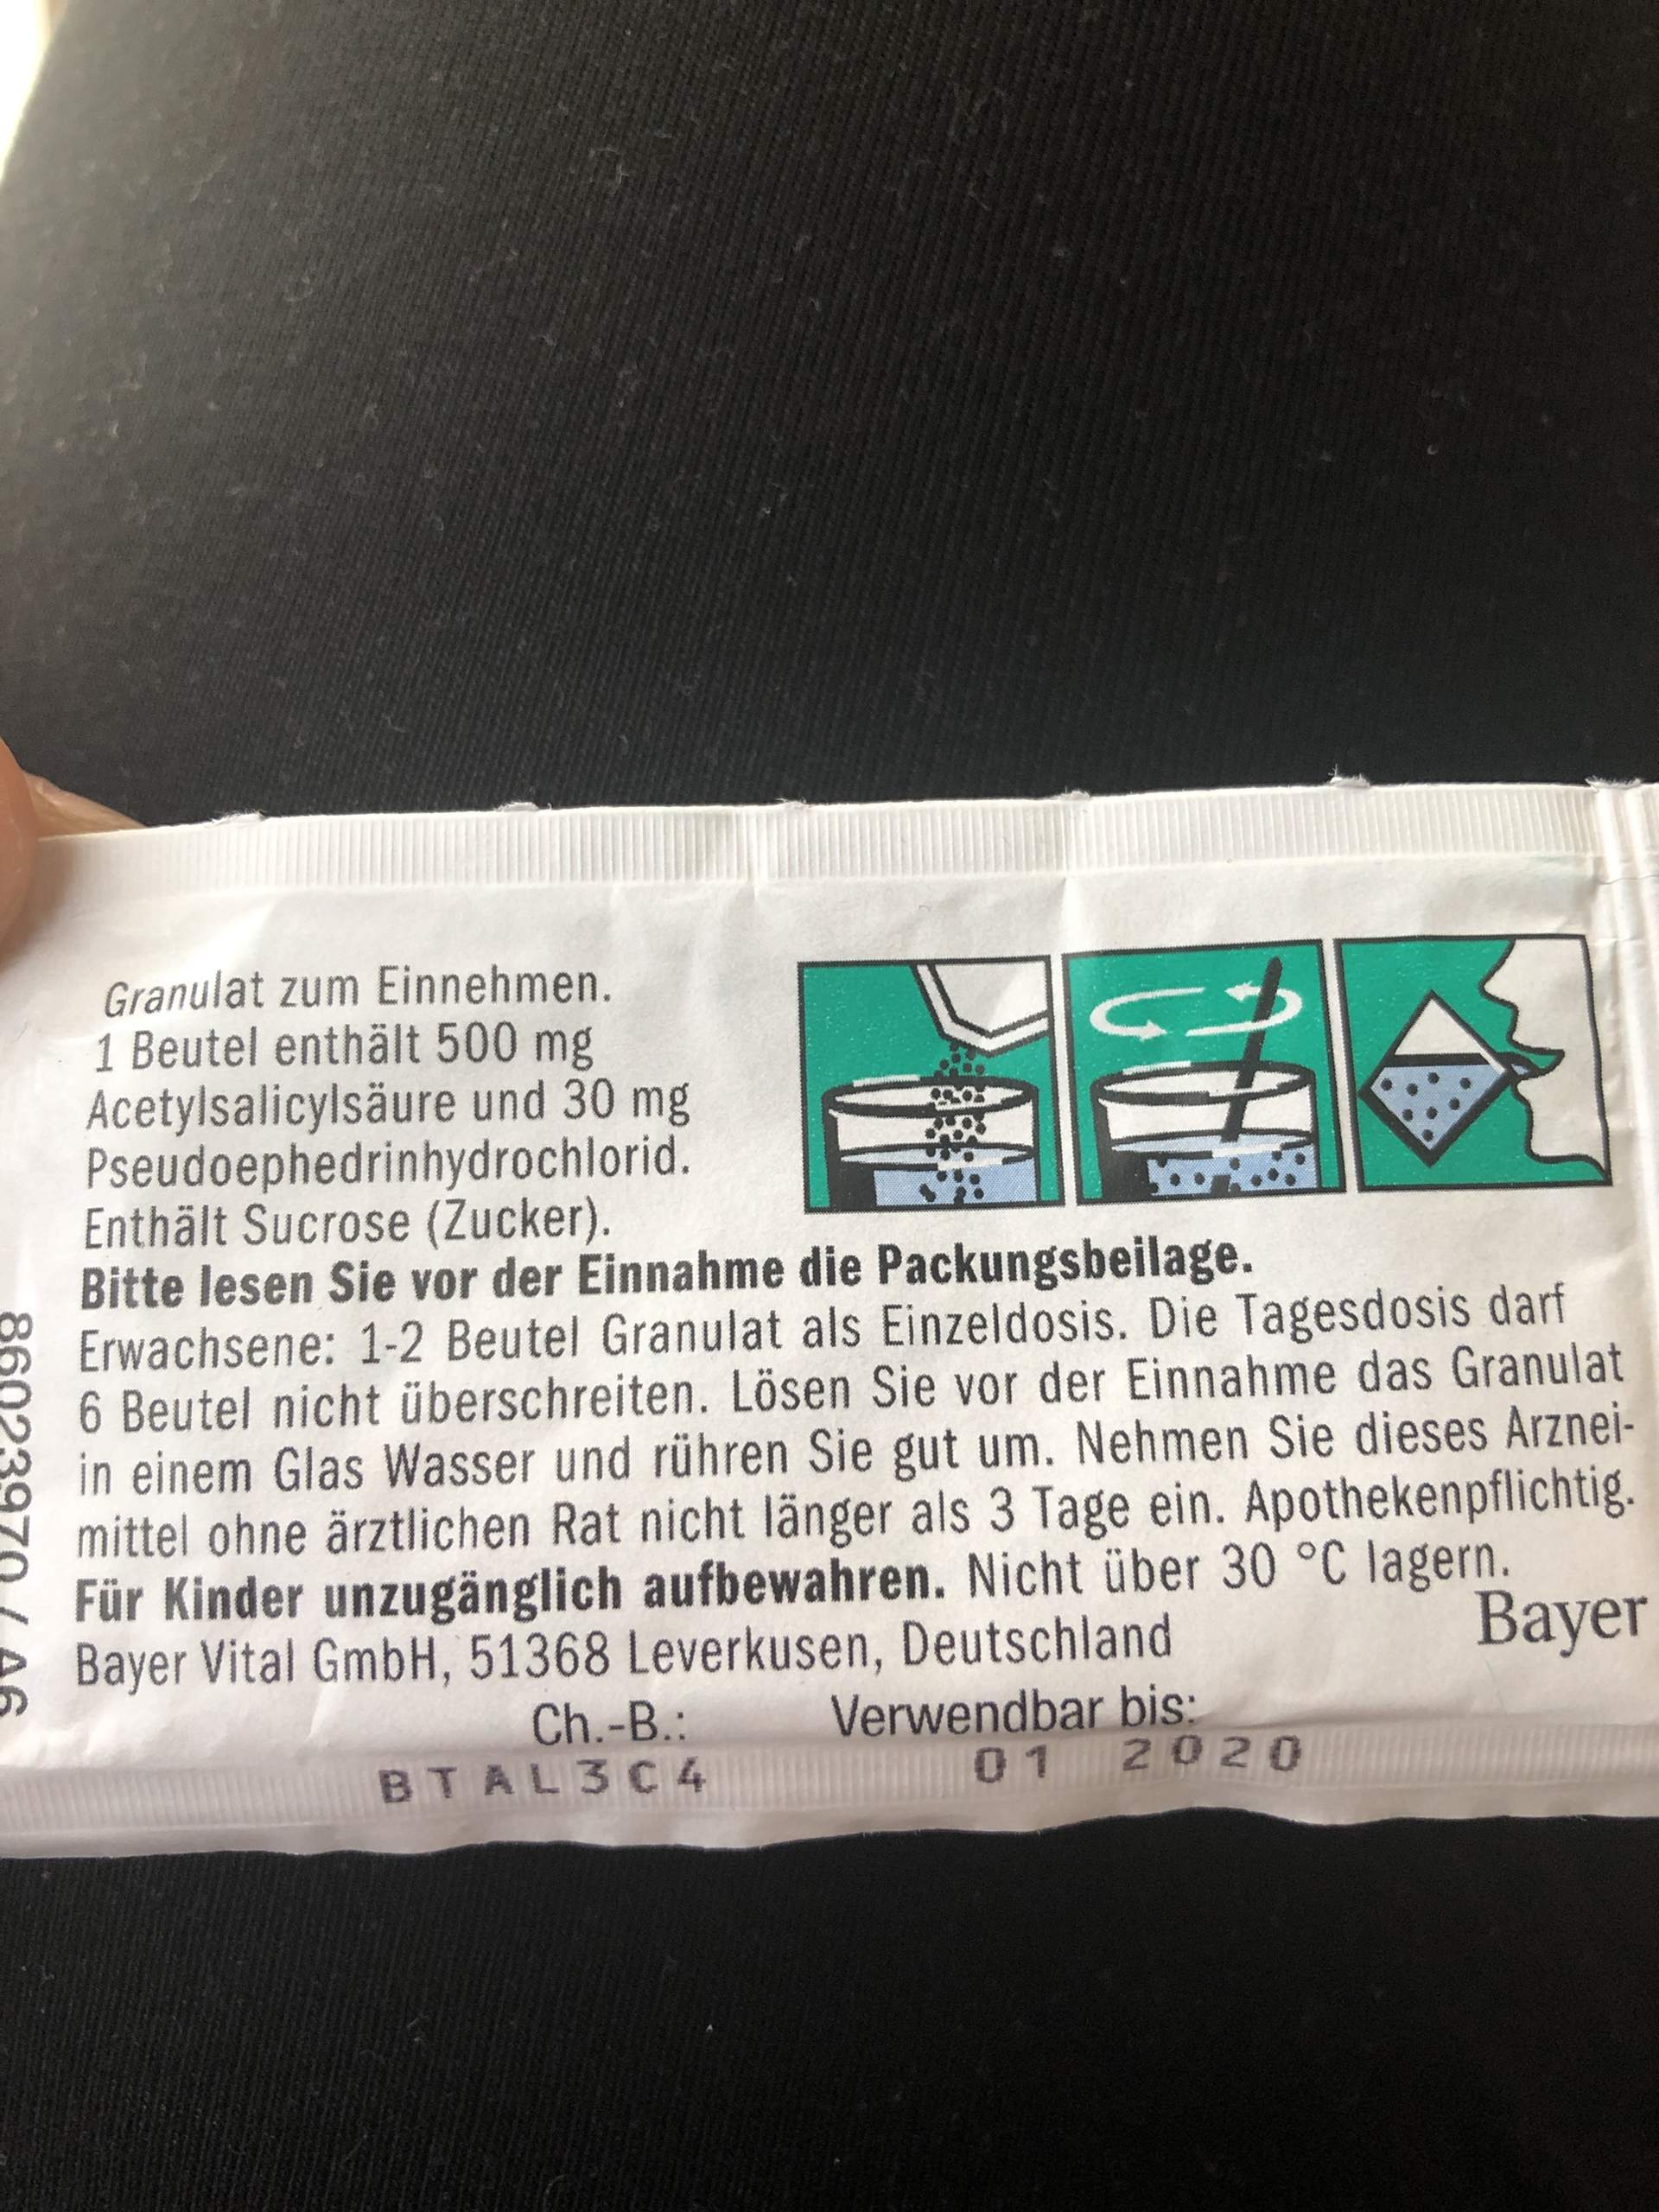 Granulat zum Einnehmen.
1 Beutel enthält 500 mg
Acetylsalicylsäure und 30 mg
Pseudoephedrinhydrochlorid.
Enthält Sucrose (Zucker).
Bitte lesen Sie vor der Einnahme die Packungsbeilage.
Erwachsene: 1-2 Beutel Granulat als Einzeldosis. Die Tagesdosis darf
6 Beutel nicht überschreiten. Lösen Sie vor der Einnahme das Granulat
in einem Glas Wasser und rühren Sie gut um. Nehmen Sie dieses Arznei-
mittel ohne ärztlichen Rat nicht länger als 3 Tage ein. Apothekenpflichtig.
Für Kinder unzugänglich aufbewahren. Nicht über 30 °C lagern.
Bayer Vital GmbH, 51368 Leverkusen, Deutschland
Bayer
Ch.-B.: Verwendbar bis:
BTAL3C4 01 2020
86023970 / A6